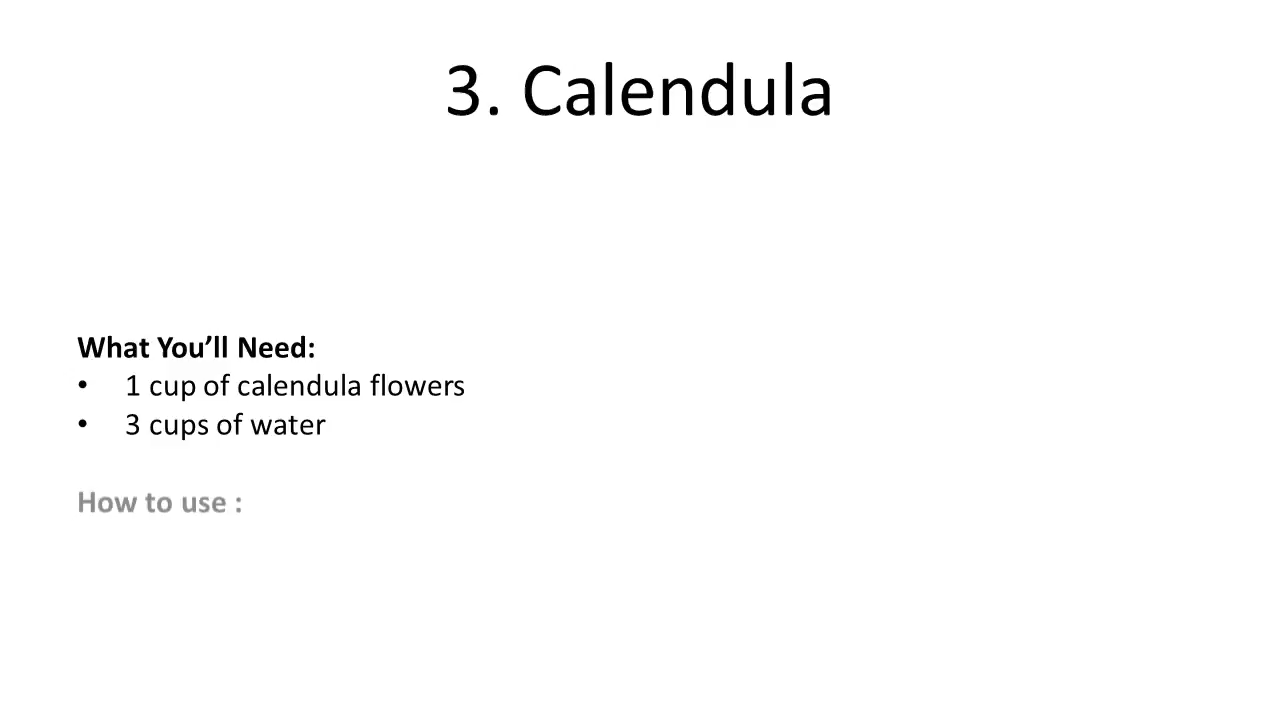 3. Calendula
What You’ll Need:
• 1 cup of calendula flowers
• 3 cups of water
How to use :